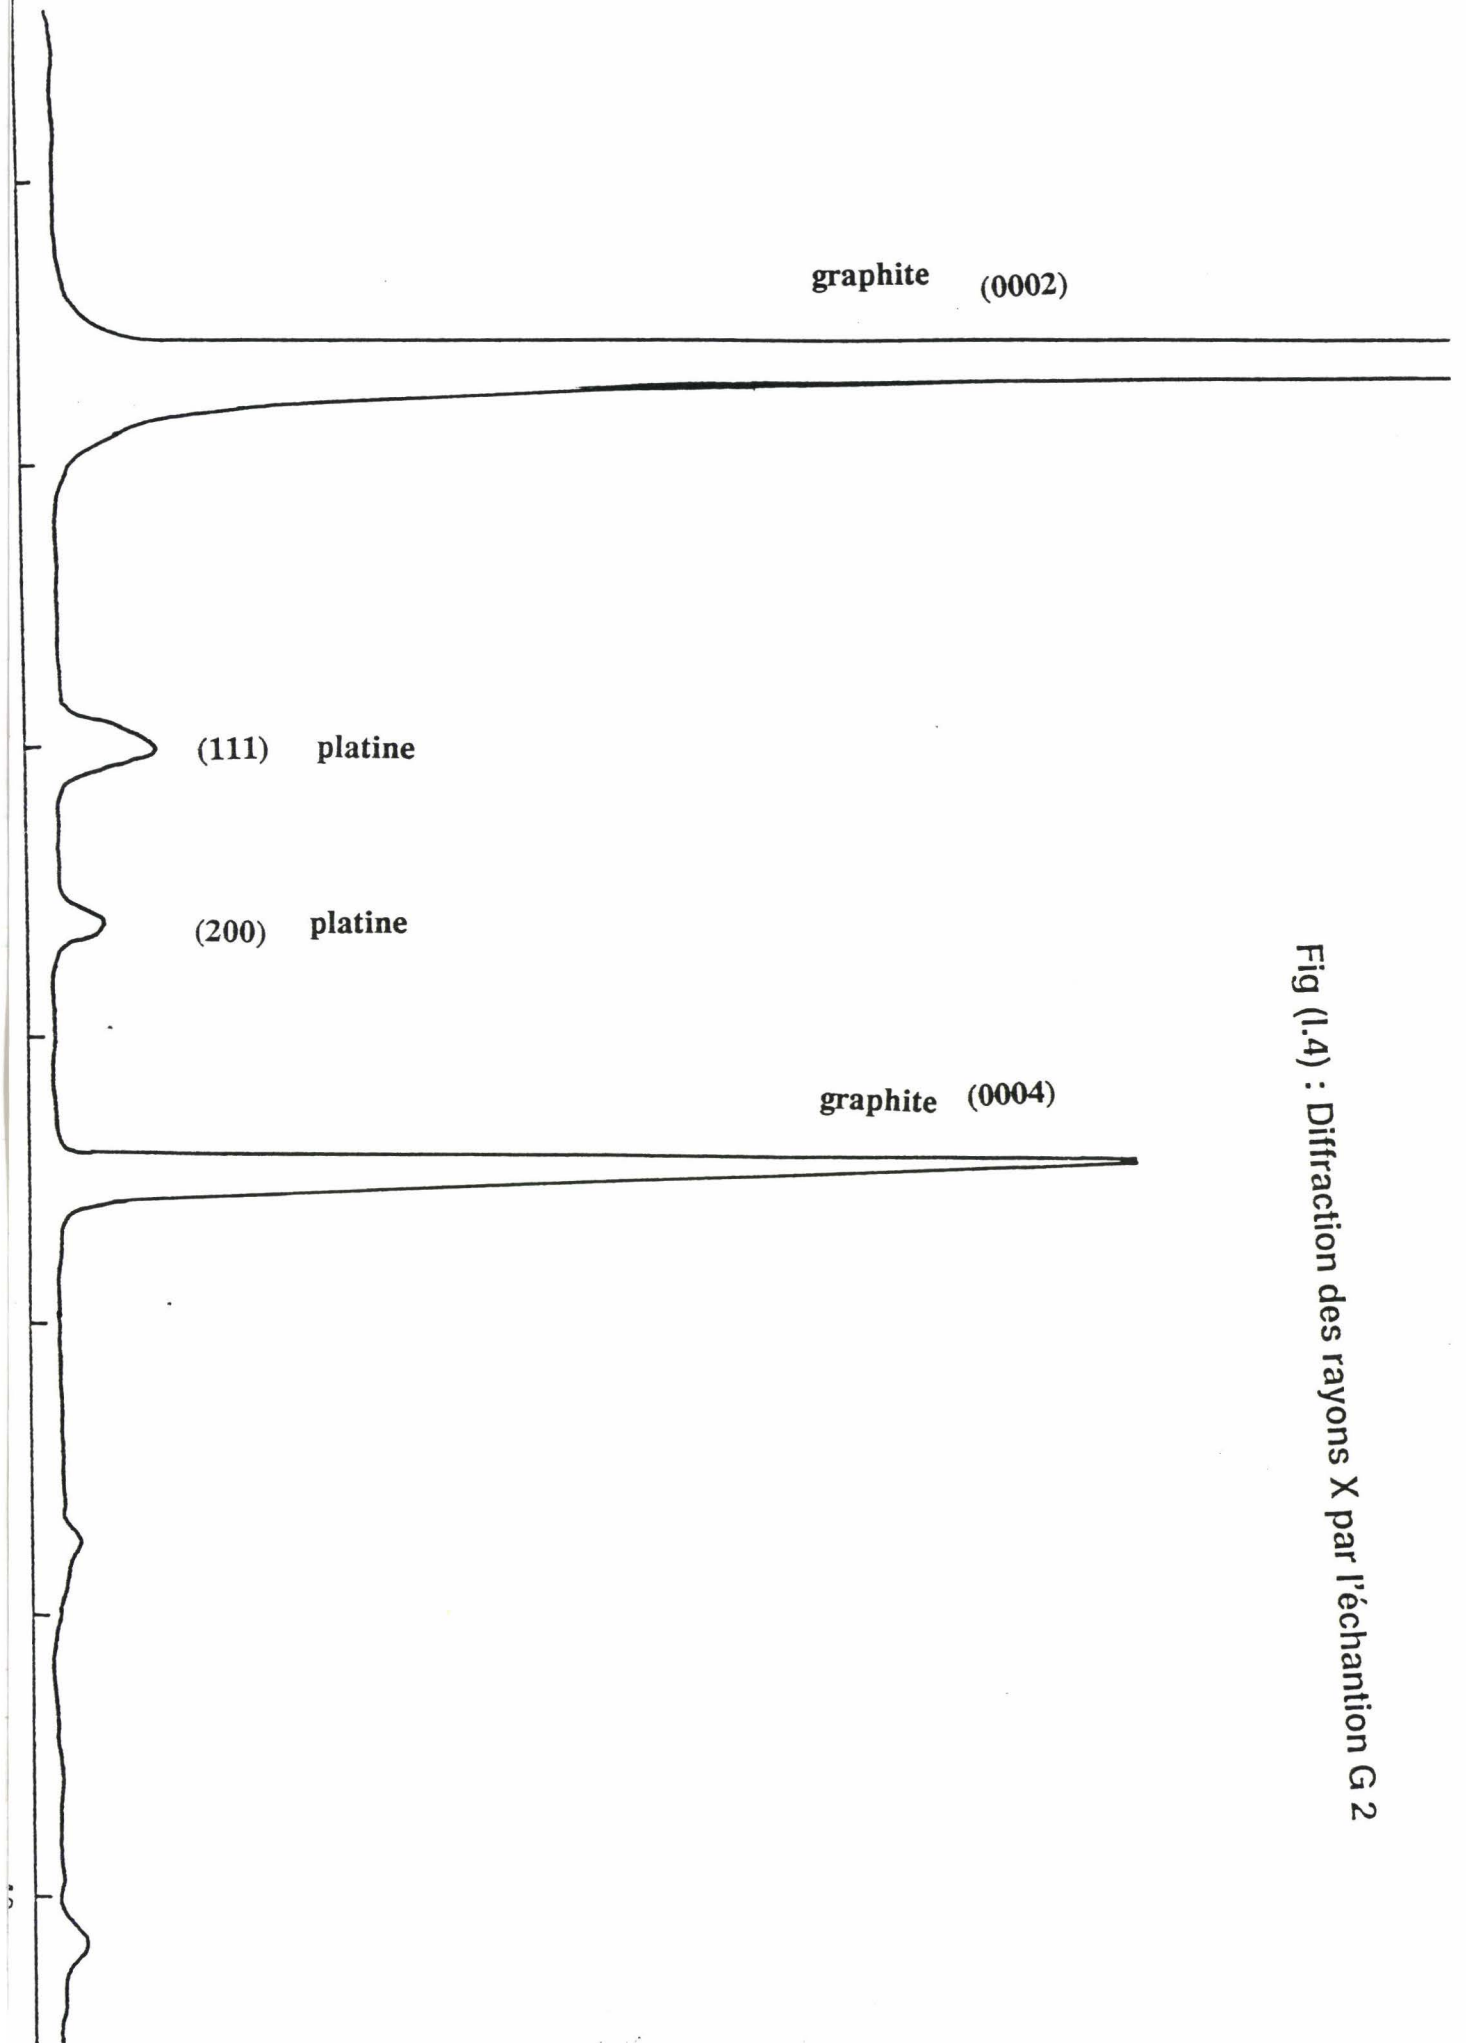 graphite (0002)
(111) platine
(200) platine
graphite (0004)
Fig (I.4) : Diffraction des rayons X par l'échantion G 2